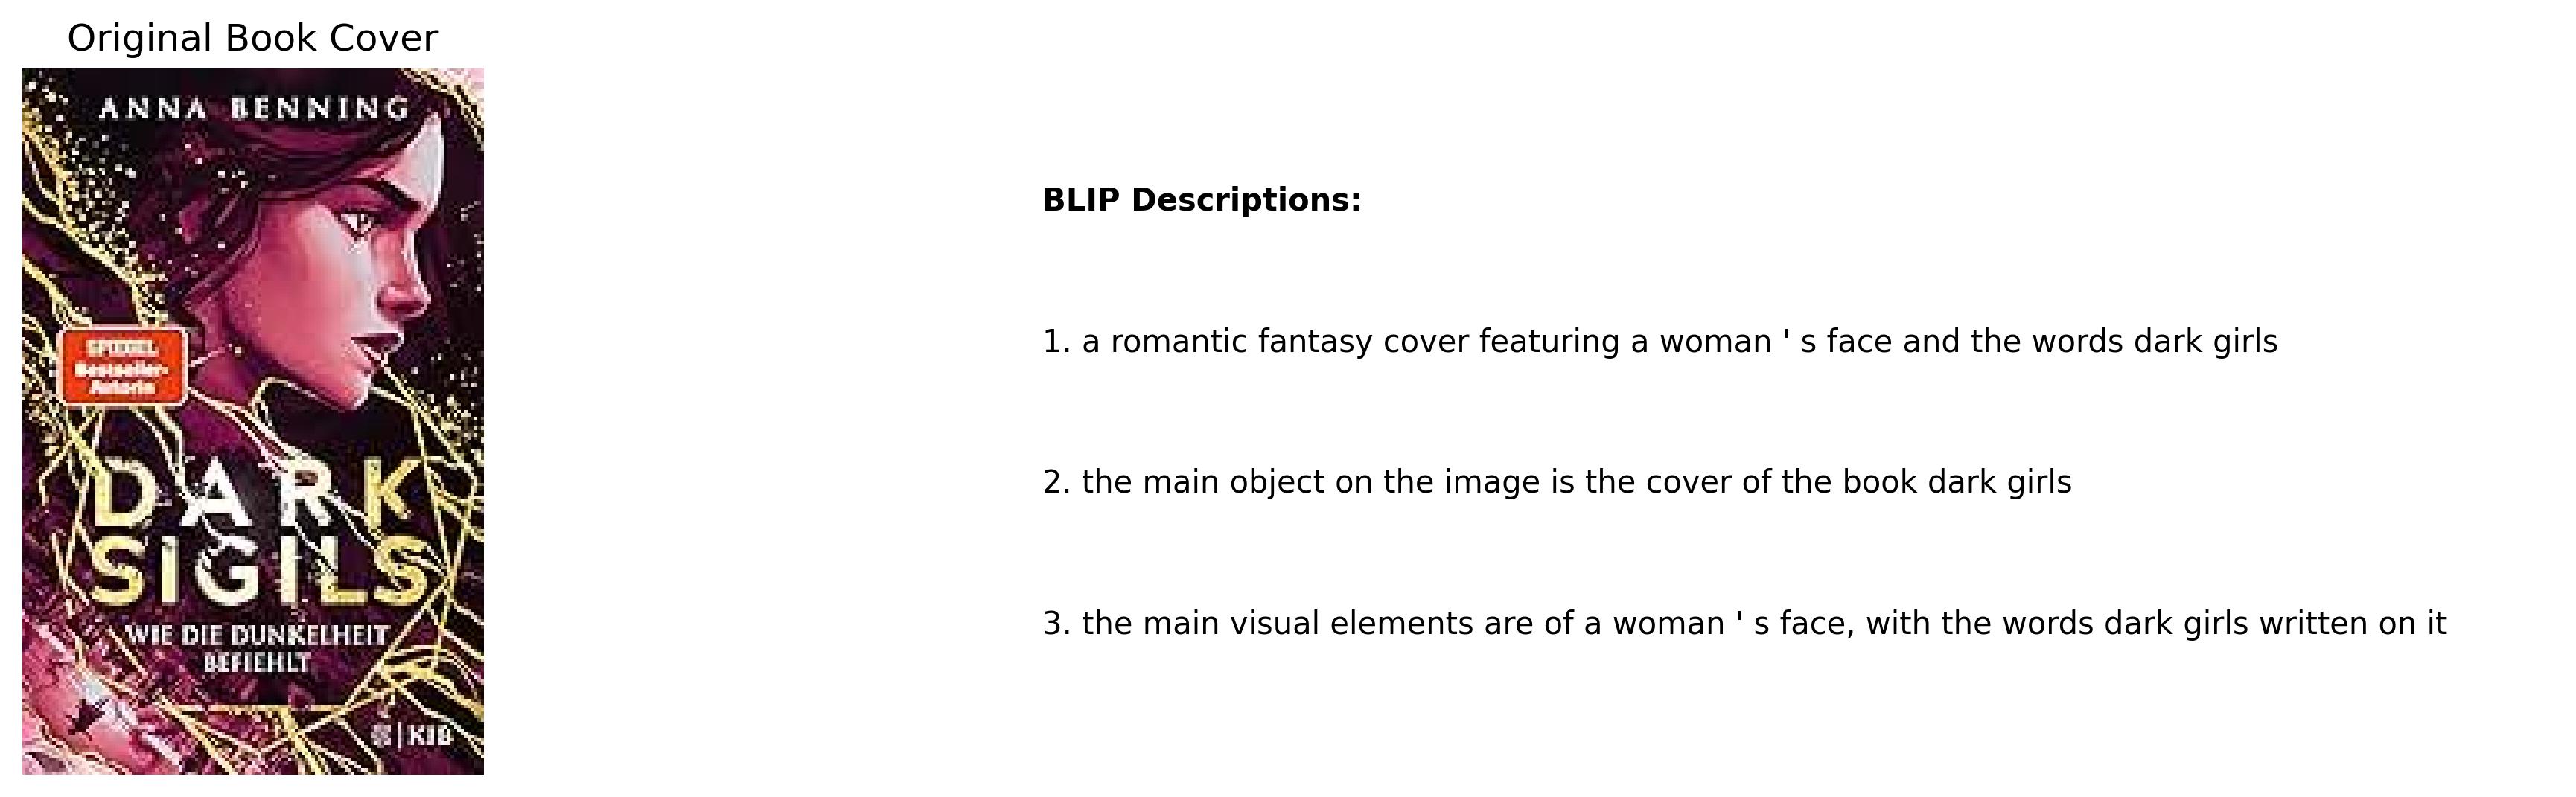 Original Book Cover
ANNA BENNING
SPIEGEL
Bestseller-
Autorin
DARK
SIGILS
WIE DIE DUNKELHEIT
BEFIEHLT
KJB
BLIP Descriptions:
1. a romantic fantasy cover featuring a woman ' s face and the words dark girls
2. the main object on the image is the cover of the book dark girls
3. the main visual elements are of a woman ' s face, with the words dark girls written on it